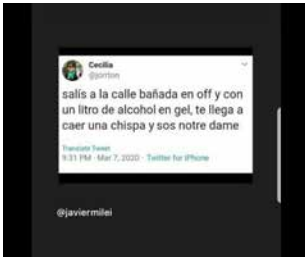 Cecilia
@jorrlon
salís a la calle bañada en off y con
un litro de alcohol en gel, te llega a
caer una chispa y sos notre dame
Translate Tweet
9:31 PM · Mar 7, 2020 · Twitter for iPhone
@javiermilei